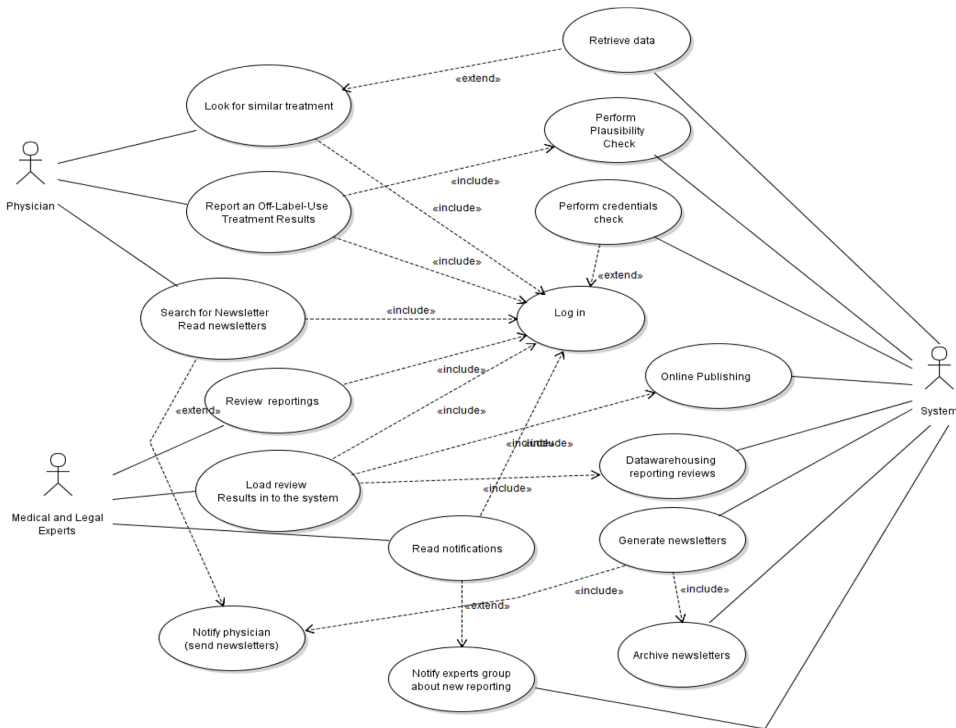 Retrieve data
«extend»
Look for similar treatment
Perform
Plausibility
Check
Physician
«include»
Report an Off-Label-Use
Treatment Results
«include»
Perform credentials
check
«include»
«extend»
Search for Newsletter
Read newsletters
«include»
Log in
Online Publishing
«extend»
Review reportings
«include»
System
«include»
«include»
Datawarehousing
reporting reviews
Load review
Results in to the system
«include»
Medical and Legal
Experts
Read notifications
Generate newsletters
«include»
«include»
«extend»
Notify physician
(send newsletters)
Archive newsletters
Notify experts group
about new reporting